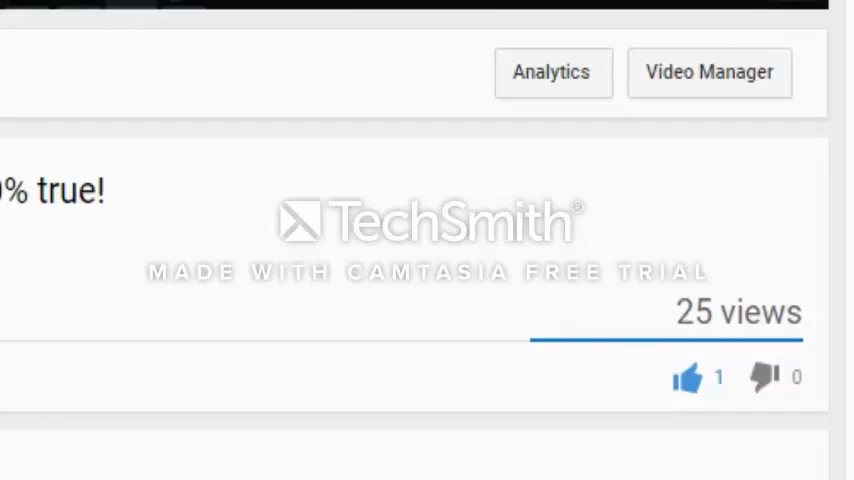 Analytics
Video Manager
% true!
TechSmith®
MADE WITH CAMTASIA FREE TRIAL
25 views
1
0